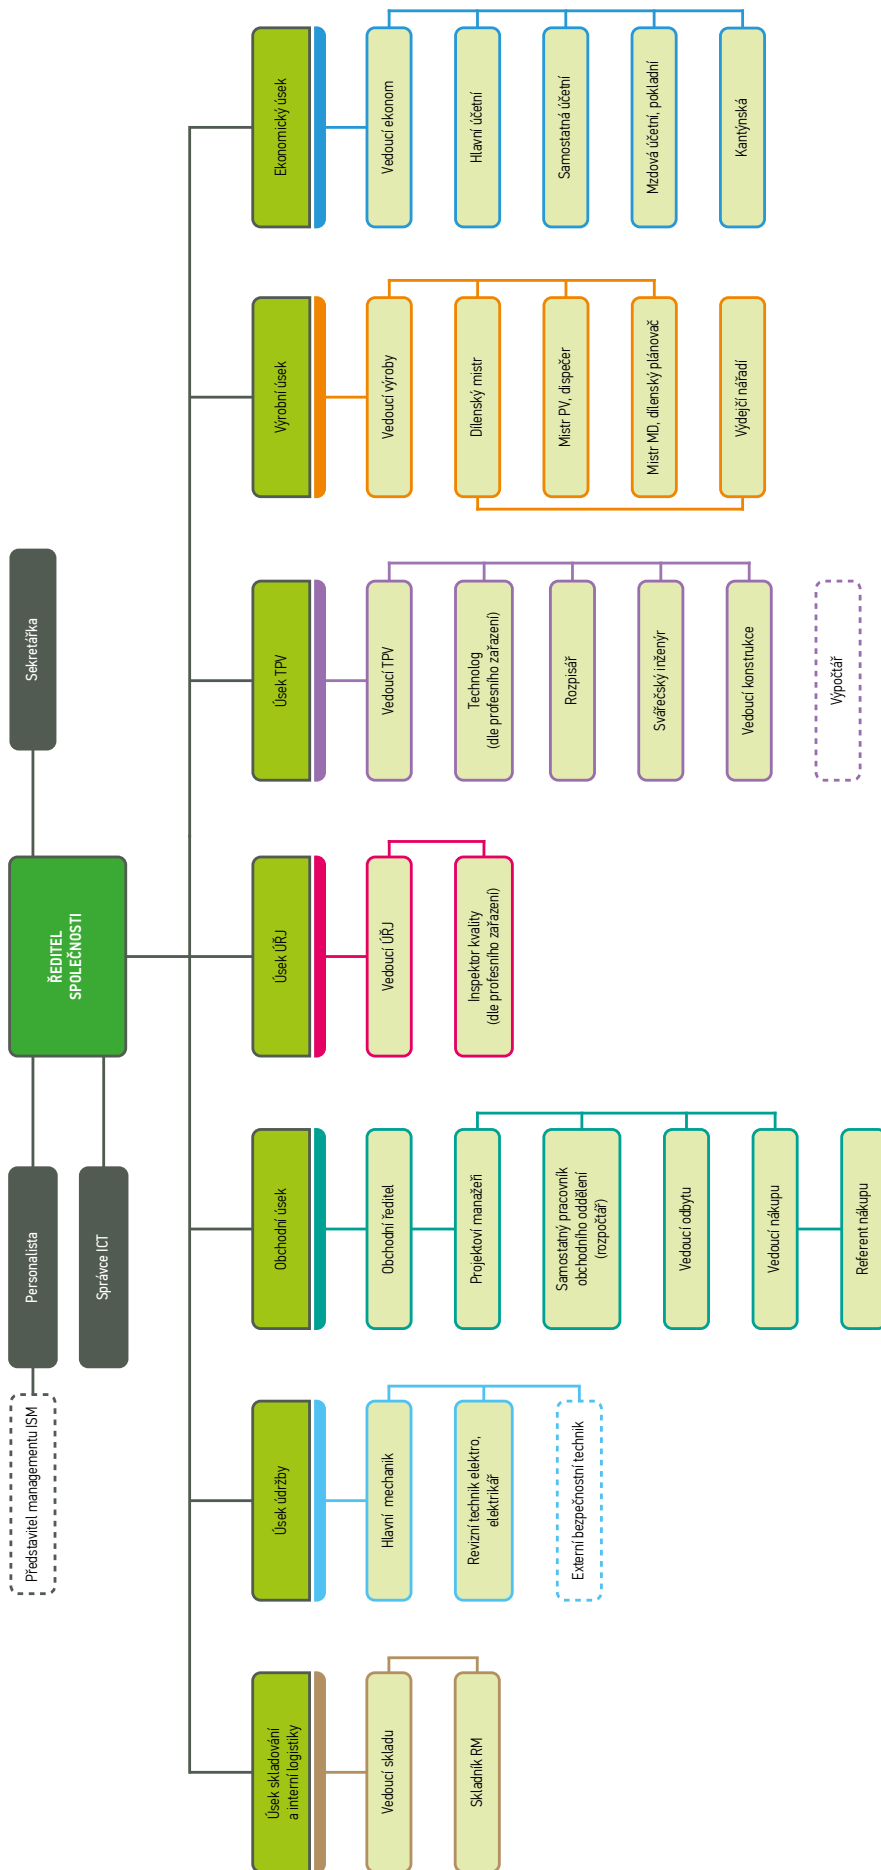 Představitel managementu ISM
Personalista
Správce ICT
ŘEDITEL
SPOLEČNOSTI
Sekretářka
Úsek skladování
a interní logistiky
Vedoucí skladu
Skladník RM
Úsek údržby
Hlavní mechanik
Revizní technik elektro,
elektrikář
Externí bezpečnostní technik
Obchodní úsek
Obchodní ředitel
Projektoví manažeři
Samostatný pracovník
obchodního oddělení
(rozpočtář)
Vedoucí odbytu
Vedoucí nákupu
Referent nákupu
Úsek ÚŘJ
Vedoucí ÚŘJ
Inspektor kvality
(dle profesního zařazení)
Úsek TPV
Vedoucí TPV
Technolog
(dle profesního zařazení)
Rozpisář
Svářečský inženýr
Vedoucí konstrukce
Výpočtář
Výrobní úsek
Vedoucí výroby
Dílenský mistr
Mistr PV, dispečer
Mistr MD, dílenský plánovač
Výdejčí nářadí
Ekonomický úsek
Vedoucí ekonom
Hlavní účetní
Samostatná účetní
Mzdová účetní, pokladní
Kantýnská